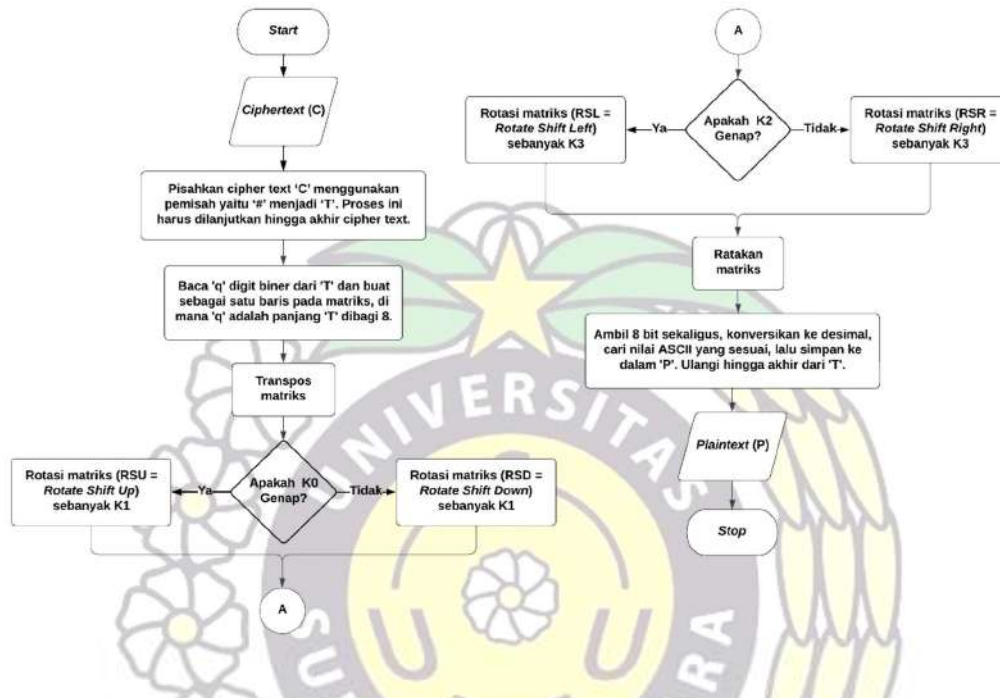 Start
Ciphertext (C)
Pisahkan cipher text 'C' menggunakan
pemisah yaitu '#' menjadi 'T'. Proses ini
harus dilanjutkan hingga akhir cipher text.
Baca 'q' digit biner dari 'T' dan buat
sebagai satu baris pada matriks, di
mana 'q' adalah panjang 'T' dibagi 8.
Transpos
matriks
Apakah K0
Genap?
Ya
Tidak
Rotasi matriks (RSU =
Rotate Shift Up)
sebanyak K1
Rotasi matriks (RSD =
Rotate Shift Down)
sebanyak K1
A
A
Apakah K2
Genap?
Ya
Tidak
Rotasi matriks (RSL =
Rotate Shift Left)
sebanyak K3
Rotasi matriks (RSR =
Rotate Shift Right)
sebanyak K3
Ratakan
matriks
Ambil 8 bit sekaligus, konversikan ke desimal,
cari nilai ASCII yang sesuai, lalu simpan ke
dalam 'P'. Ulangi hingga akhir dari 'T'.
Plaintext (P)
Stop
UNIVERSITAS